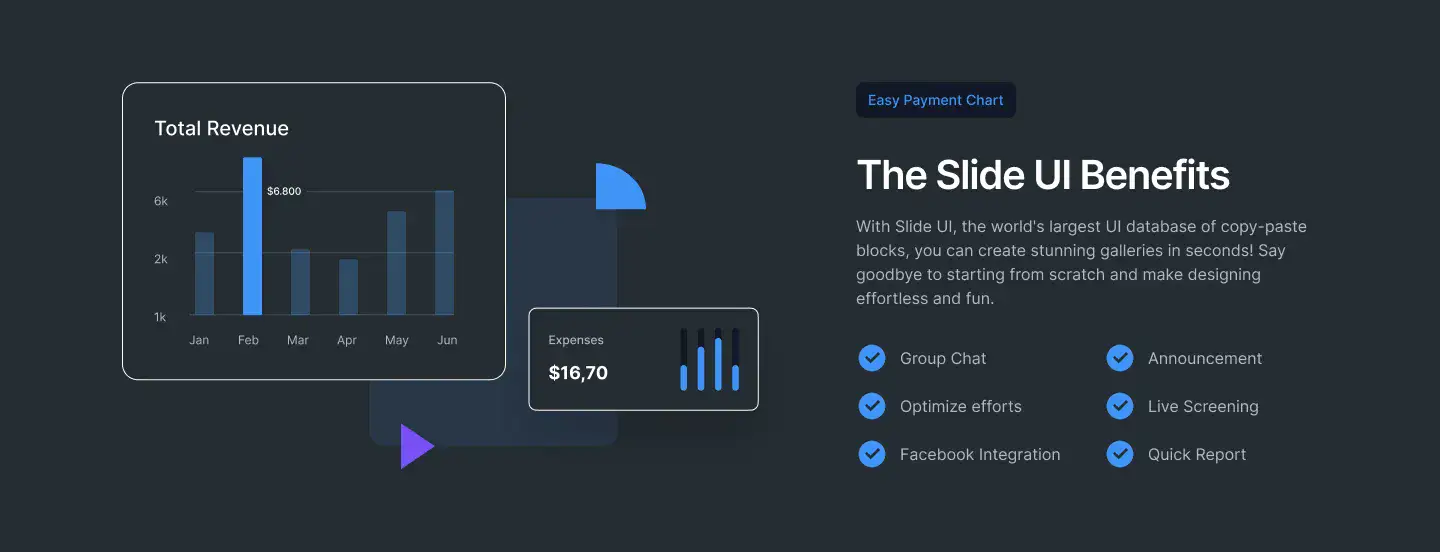 Total Revenue
$6.800
6k
2k
1k
Jan Feb Mar Apr May Jun
Expenses
$16,70
Easy Payment Chart
The Slide UI Benefits
With Slide UI, the world's largest UI database of copy-paste
blocks, you can create stunning galleries in seconds! Say
goodbye to starting from scratch and make designing
effortless and fun.
Group Chat
Announcement
Optimize efforts
Live Screening
Facebook Integration
Quick Report